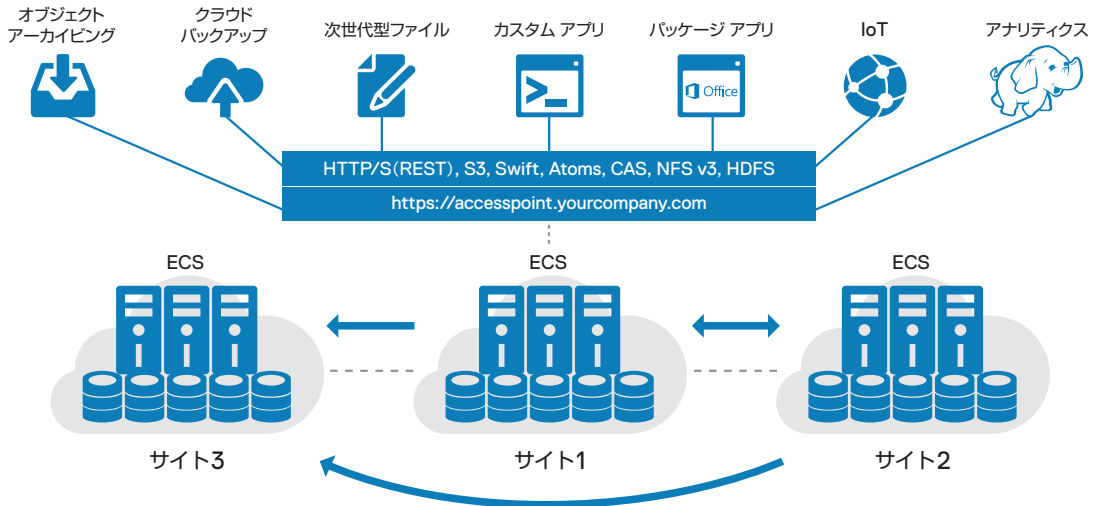 オブジェクト
アーカイビング
クラウド
バックアップ
次世代型ファイル
カスタム アプリ
パッケージ アプリ
IoT
アナリティクス
>_
Office
HTTP/S(REST), S3, Swift, Atoms, CAS, NFS v3, HDFS
https://accesspoint.yourcompany.com
ECS
ECS
ECS
サイト3
サイト1
サイト2